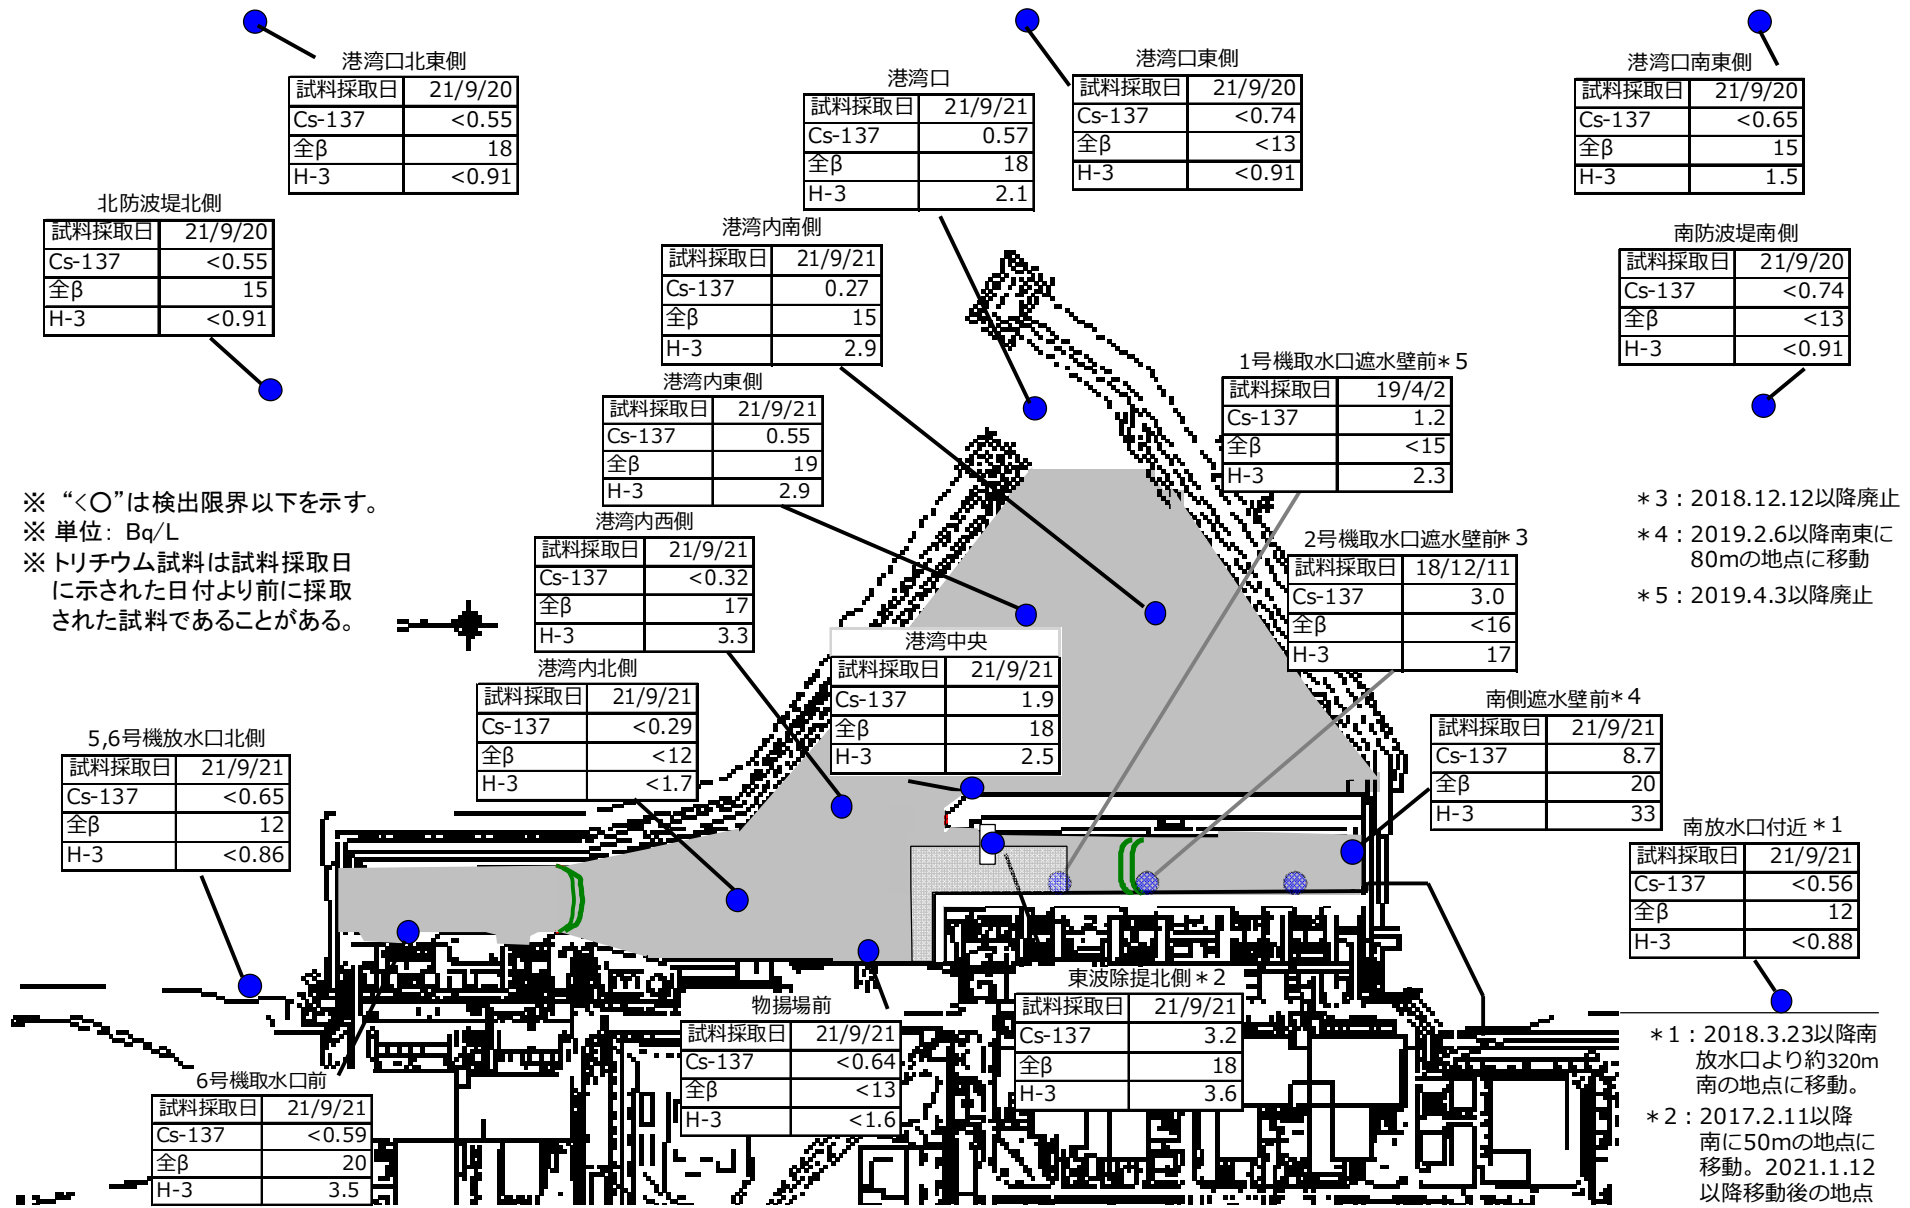 港湾口北東側
試料採取日 21/9/20
Cs-137 <0.55
全β 18
H-3 <0.91
港湾口
試料採取日 21/9/21
Cs-137 0.57
全β 18
H-3 2.1
港湾口東側
試料採取日 21/9/20
Cs-137 <0.74
全β <13
H-3 <0.91
港湾口南東側
試料採取日 21/9/20
Cs-137 <0.65
全β 15
H-3 1.5
北防波堤北側
試料採取日 21/9/20
Cs-137 <0.55
全β 15
H-3 <0.91
港湾内南側
試料採取日 21/9/21
Cs-137 0.27
全β 15
H-3 2.9
南防波堤南側
試料採取日 21/9/20
Cs-137 <0.74
全β <13
H-3 <0.91
港湾内東側
試料採取日 21/9/21
Cs-137 0.55
全β 19
H-3 2.9
1号機取水口遮水壁前*5
試料採取日 19/4/2
Cs-137 1.2
全β <15
H-3 2.3
※ “<○”は検出限界以下を示す。
※ 単位: Bq/L
※ トリチウム試料は試料採取日
に示された日付より前に採取
された試料であることがある。
港湾内西側
試料採取日 21/9/21
Cs-137 <0.32
全β 17
H-3 3.3
2号機取水口遮水壁前*3
試料採取日 18/12/11
Cs-137 3.0
全β <16
H-3 17
*3:2018.12.12以降廃止
*4:2019.2.6以降南東に
80mの地点に移動
*5:2019.4.3以降廃止
港湾中央
試料採取日 21/9/21
Cs-137 1.9
全β 18
H-3 2.5
港湾内北側
試料採取日 21/9/21
Cs-137 <0.29
全β <12
H-3 <1.7
南側遮水壁前*4
試料採取日 21/9/21
Cs-137 8.7
全β 20
H-3 33
5,6号機放水口北側
試料採取日 21/9/21
Cs-137 <0.65
全β 12
H-3 <0.86
南放水口付近*1
試料採取日 21/9/21
Cs-137 <0.56
全β 12
H-3 <0.88
東波除提北側*2
試料採取日 21/9/21
Cs-137 3.2
全β 18
H-3 3.6
物揚場前
試料採取日 21/9/21
Cs-137 <0.64
全β <13
H-3 <1.6
6号機取水口前
試料採取日 21/9/21
Cs-137 <0.59
全β 20
H-3 3.5
*1:2018.3.23以降南
放水口より約320m
南の地点に移動。
*2:2017.2.11以降
南に50mの地点に
移動。2021.1.12
以降移動後の地点